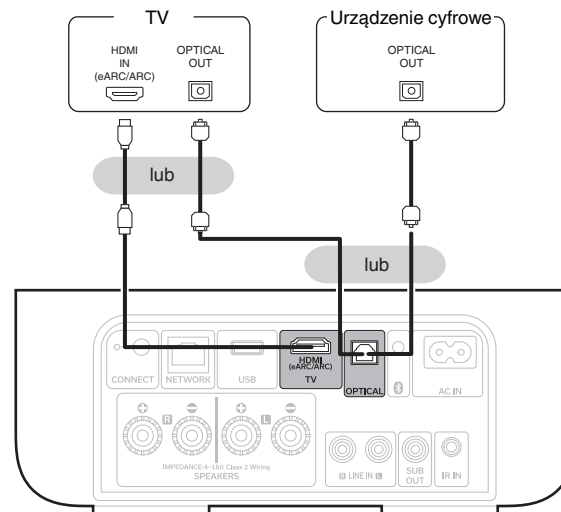 TV
HDMI
IN
(eARC/ARC)
OPTICAL
OUT
Urządzenie cyfrowe
OPTICAL
OUT
lub
lub
CONNECT
NETWORK
USB
HDMI
(eARC/ARC)
TV
OPTICAL
AC IN
R
L
IMPEDANCE:4-16Ω Class 2 Wiring
SPEAKERS
R LINE IN L
SUB
OUT
IR IN